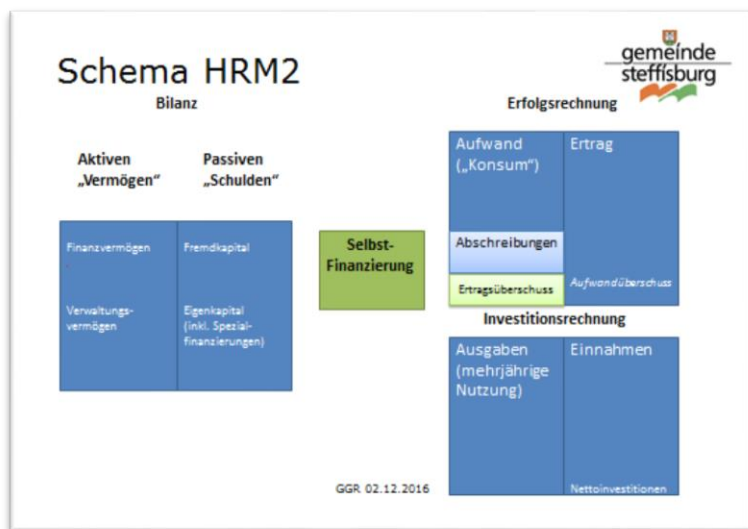 Schema HRM2
gemeinde
steffisburg
Bilanz
Aktiven
„Vermögen“
Passiven
„Schulden“
Finanzvermögen
Fremdkapital
Verwaltungs-
vermögen
Eigenkapital
(inkl. Spezial-
finanzierungen)
Selbst-
Finanzierung
Erfolgsrechnung
Aufwand
(„Konsum“)
Ertrag
Abschreibungen
Ertragsüberschuss
Aufwandüberschuss
Investitionsrechnung
Ausgaben
(mehrjährige
Nutzung)
Einnahmen
Nettoinvestitionen
GGR 02.12.2016